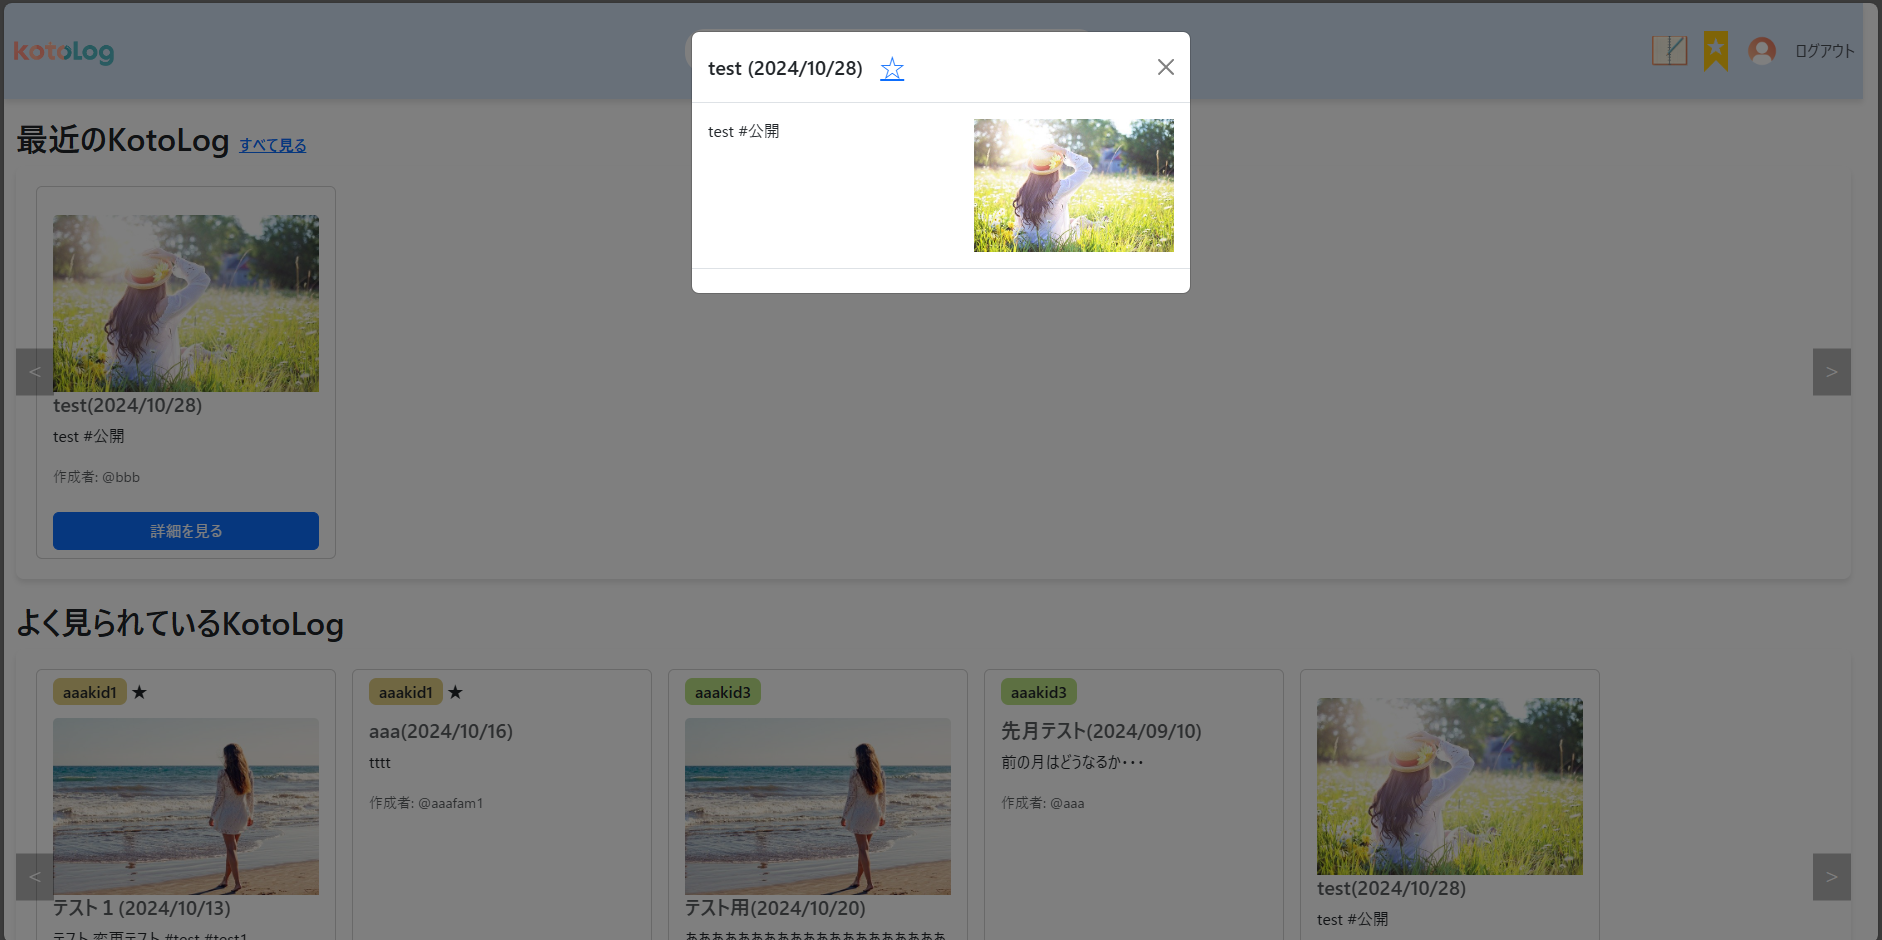 kotoLog
ログアウト
test (2024/10/28) ☆
test #公開
最近のKotoLog すべて見る
<
>
test(2024/10/28)
test #公開
作成者: @bbb
詳細を見る
よく見られているKotoLog
aaakid1 ★
テスト１(2024/10/13)
テスト 変更テスト #test #test1
aaakid1 ★
aaa(2024/10/16)
tttt
作成者: @aaafam1
aaakid3
テスト用(2024/10/20)
ああああああああああああああああああああ
aaakid3
先月テスト(2024/09/10)
前の月はどうなるか・・・
作成者: @aaa
test(2024/10/28)
test #公開
<
>